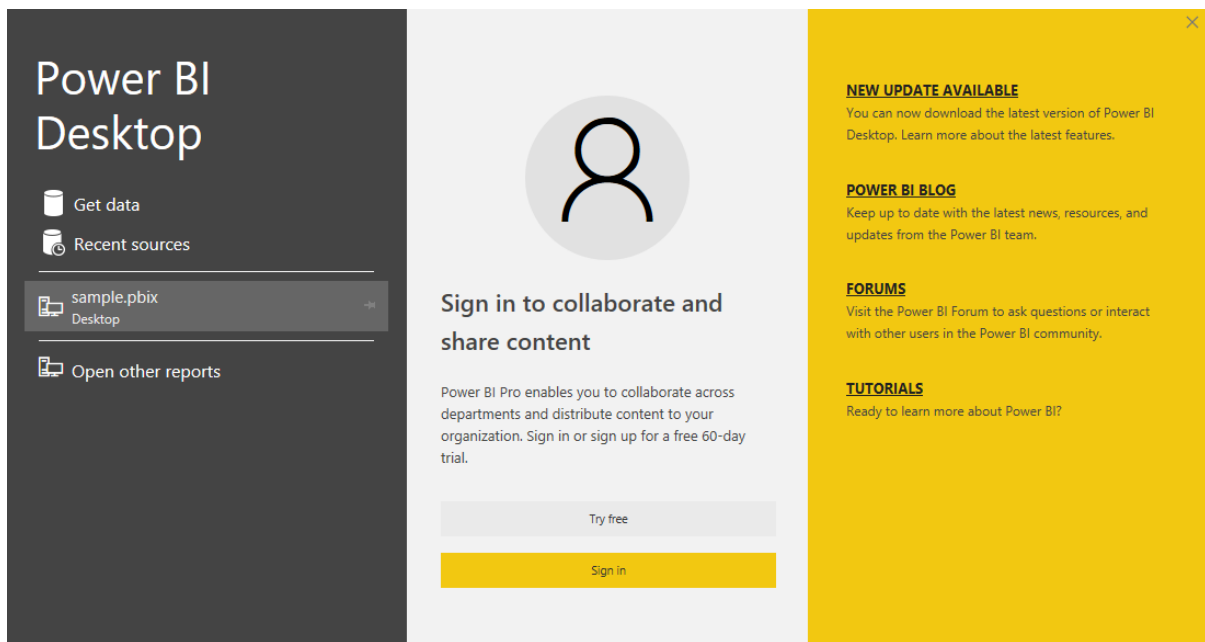 Power BI
Desktop
Get data
Recent sources
sample.pbix
Desktop
Open other reports
Sign in to collaborate and
share content
Power BI Pro enables you to collaborate across
departments and distribute content to your
organization. Sign in or sign up for a free 60-day
trial.
Try free
Sign in
NEW UPDATE AVAILABLE
You can now download the latest version of Power BI
Desktop. Learn more about the latest features.
POWER BI BLOG
Keep up to date with the latest news, resources, and
updates from the Power BI team.
FORUMS
Visit the Power BI Forum to ask questions or interact
with other users in the Power BI community.
TUTORIALS
Ready to learn more about Power BI?